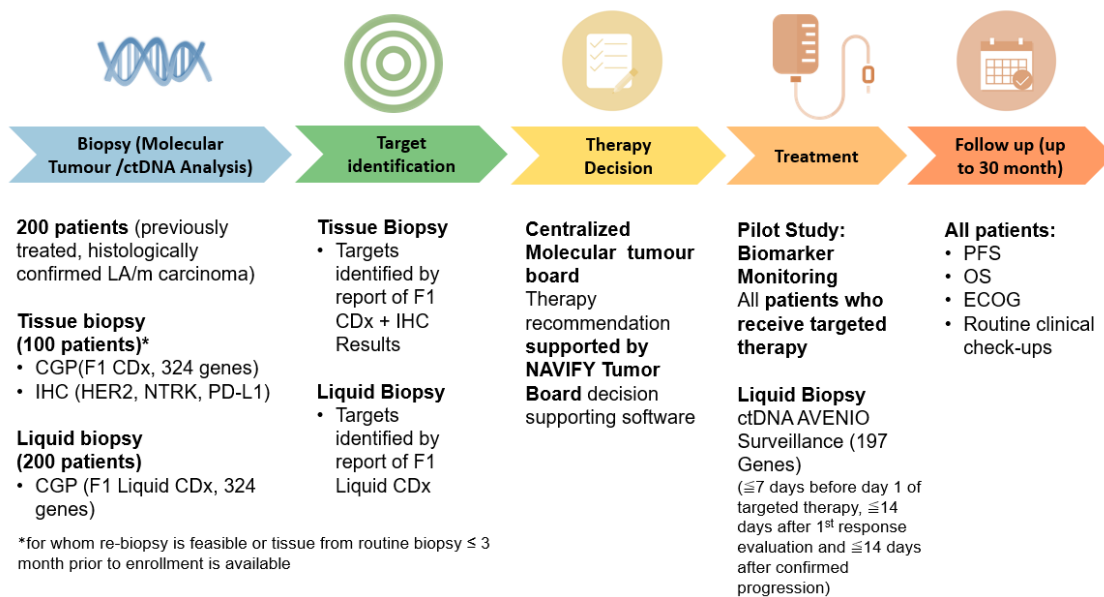 Biopsy (Molecular
Tumour /ctDNA Analysis)
Target
identification
Therapy
Decision
Treatment
Follow up (up
to 30 month)
200 patients (previously
treated, histologically
confirmed LA/m carcinoma)
Tissue biopsy
(100 patients)*
• CGP(F1 CDx, 324 genes)
• IHC (HER2, NTRK, PD-L1)
Liquid biopsy
(200 patients)
• CGP (F1 Liquid CDx, 324
genes)
*for whom re-biopsy is feasible or tissue from routine biopsy ≤ 3
month prior to enrollment is available
Tissue Biopsy
• Targets
identified by
report of F1
CDx + IHC
Results
Liquid Biopsy
• Targets
identified by
report of F1
Liquid CDx
Centralized
Molecular tumour
board
Therapy
recommendation
supported by
NAVIFY Tumor
Board decision
supporting software
Pilot Study:
Biomarker
Monitoring
All patients who
receive targeted
therapy
Liquid Biopsy
ctDNA AVENIO
Surveillance (197
Genes)
(≦7 days before day 1 of
targeted therapy, ≦14
days after 1st response
evaluation and ≦14 days
after confirmed
progression)
All patients:
• PFS
• OS
• ECOG
• Routine clinical
check-ups